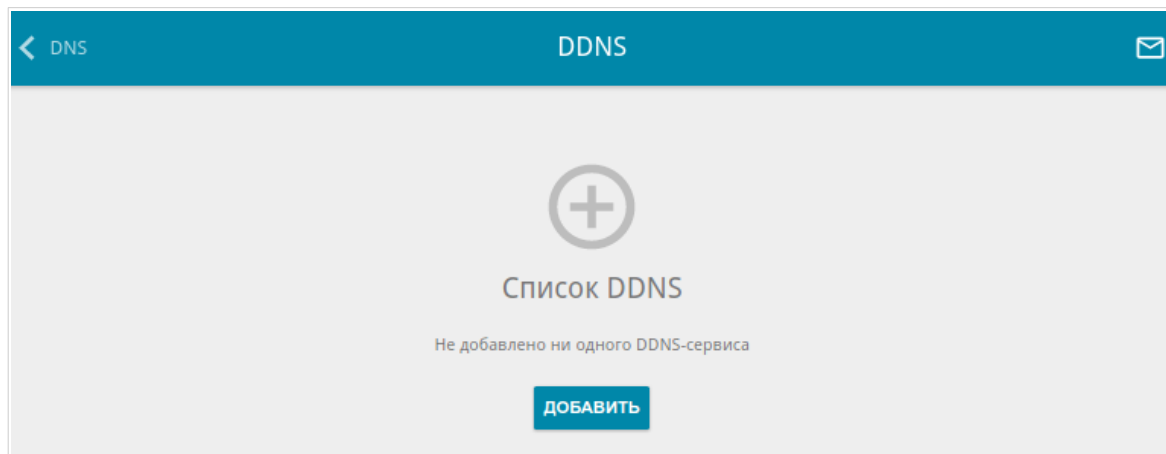 DNS
DDNS
Список DDNS
Не добавлено ни одного DDNS-сервиса
ДОБАВИТЬ